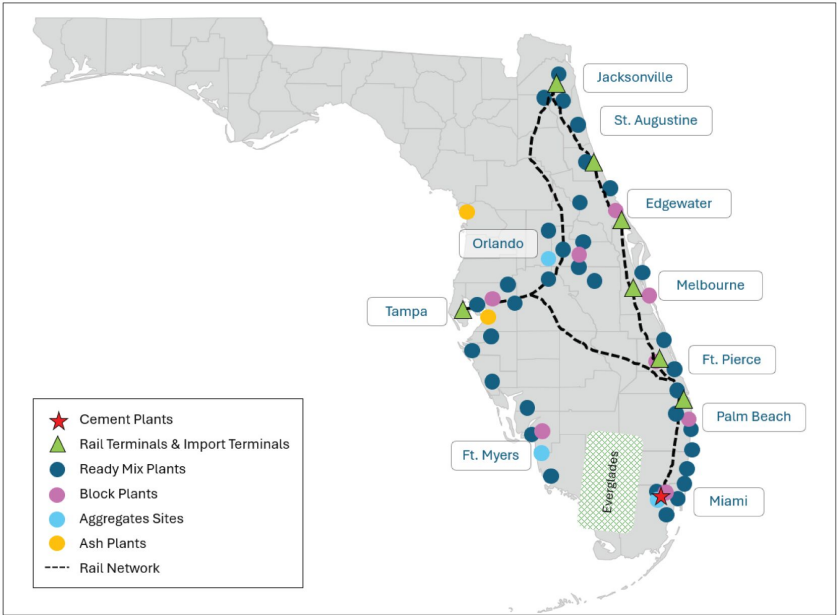 Jacksonville
St. Augustine
Edgewater
Orlando
Melbourne
Tampa
Ft. Pierce
Palm Beach
Ft. Myers
Everglades
Miami
Cement Plants
Rail Terminals & Import Terminals
Ready Mix Plants
Block Plants
Aggregates Sites
Ash Plants
Rail Network